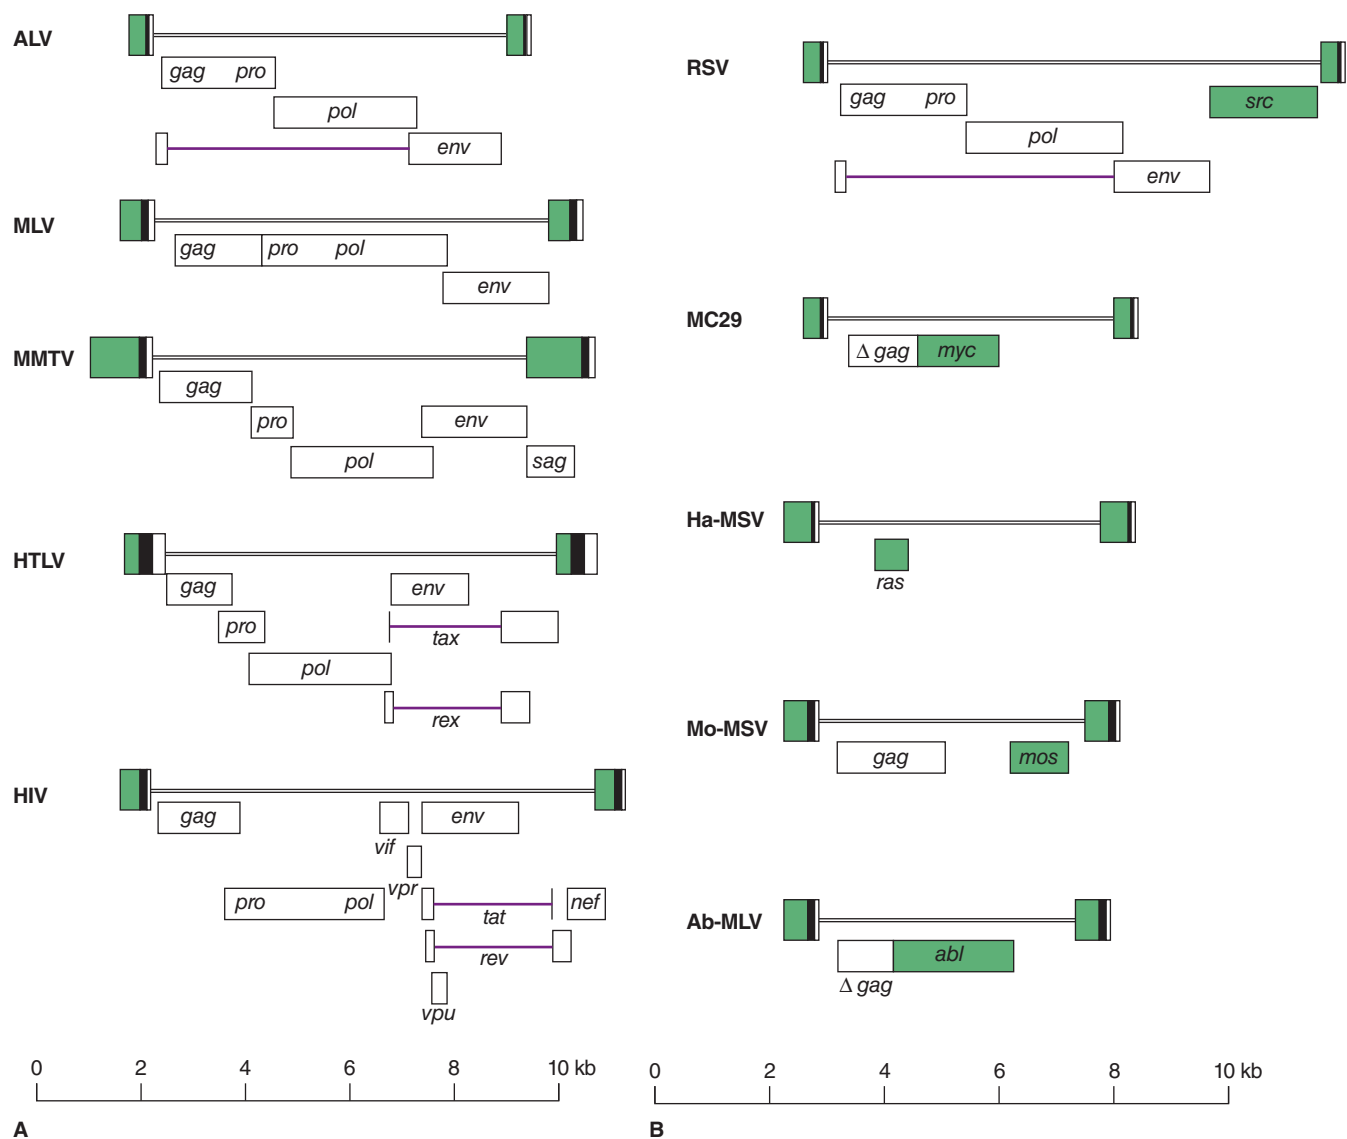 ALV
gag pro
pol
env
MLV
gag pro pol
env
MMTV
gag
pro
env
pol
sag
HTLV
gag
env
pro
tax
pol
rex
HIV
gag
env
vif
vpr
pro pol
nef
tat
rev
vpu
0 2 4 6 8 10 kb
A
RSV
gag pro
src
pol
env
MC29
Δ gag myc
Ha-MSV
ras
Mo-MSV
gag
mos
Ab-MLV
abl
Δ gag
0 2 4 6 8 10 kb
B